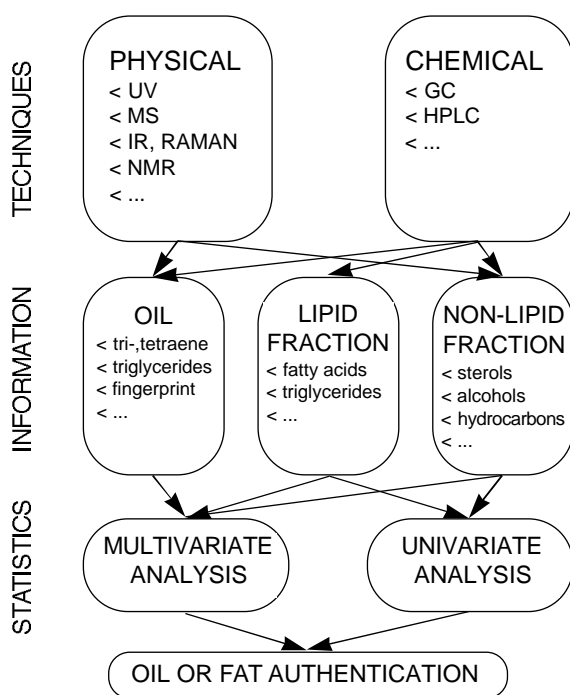 TECHNIQUES
PHYSICAL
< UV
< MS
< IR, RAMAN
< NMR
< ...
CHEMICAL
< GC
< HPLC
< ...
INFORMATION
OIL
< tri-,tetraene
< triglycerides
< fingerprint
< ...
LIPID
FRACTION
< fatty acids
< triglycerides
< ...
NON-LIPID
FRACTION
< sterols
< alcohols
< hydrocarbons
< ...
STATISTICS
MULTIVARIATE
ANALYSIS
UNIVARIATE
ANALYSIS
OIL OR FAT AUTHENTICATION